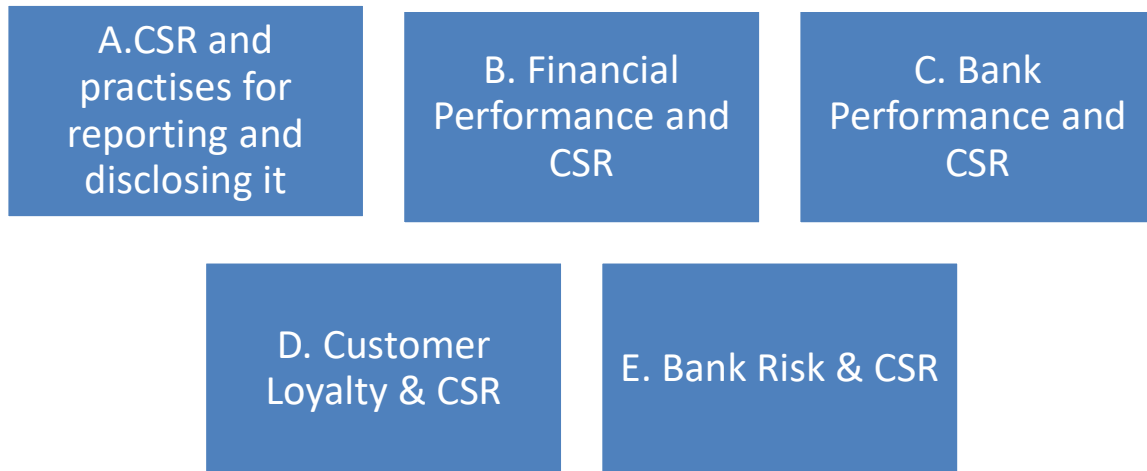 A.CSR and
practises for
reporting and
disclosing it
B. Financial
Performance and
CSR
C. Bank
Performance and
CSR
D. Customer
Loyalty & CSR
E. Bank Risk & CSR